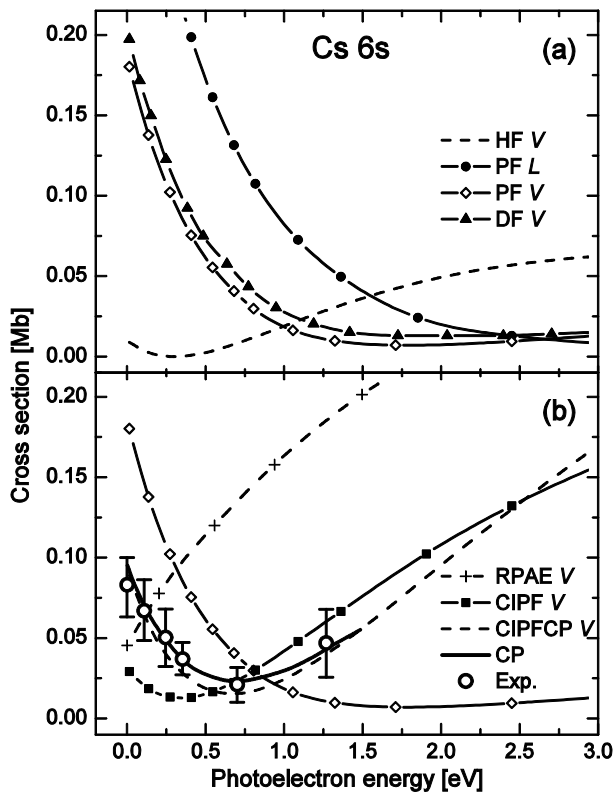 0.20
Cs 6s
(a)
0.15
HF V
PF L
0.10
PF V
DF V
0.05
0.00
Cross section [Mb]
0.20
(b)
0.15
0.10
RPAE V
CIPF V
0.05
CIPFCP V
CP
Exp.
0.00
0.0 0.5 1.0 1.5 2.0 2.5 3.0
Photoelectron energy [eV]